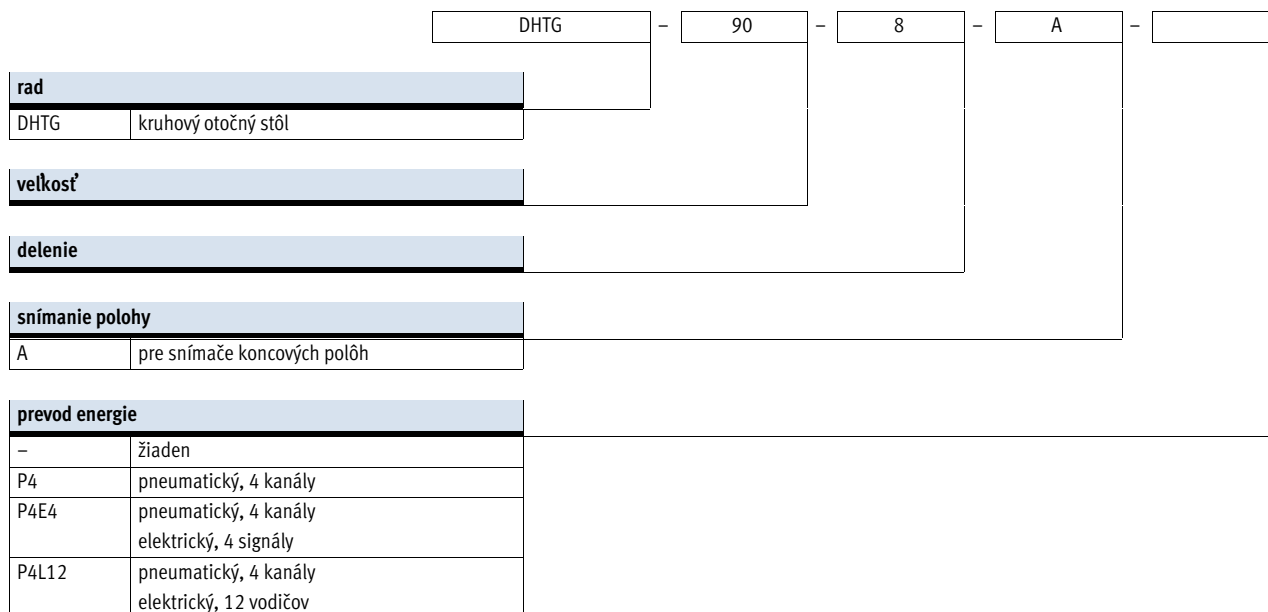 DHTG – 90 – 8 – A –
rad
DHTG kruhový otočný stôl
veľkosť
delenie
snímanie polohy
A pre snímače koncových polôh
prevod energie
– žiaden
P4 pneumatický, 4 kanály
P4E4 pneumatický, 4 kanály
elektrický, 4 signály
P4L12 pneumatický, 4 kanály
elektrický, 12 vodičov